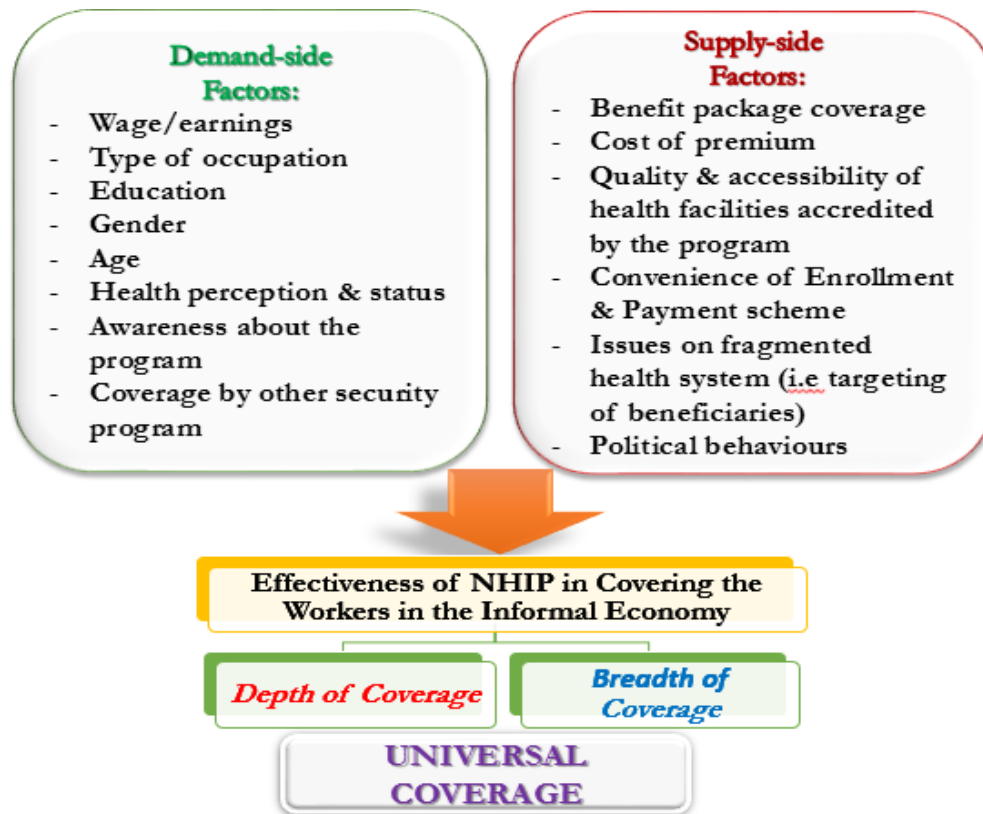 Demand-side
Factors:
- Wage/earnings
- Type of occupation
- Education
- Gender
- Age
- Health perception & status
- Awareness about the
program
- Coverage by other security
program
Supply-side
Factors:
- Benefit package coverage
- Cost of premium
- Quality & accessibility of
health facilities accredited
by the program
- Convenience of Enrollment
& Payment scheme
- Issues on fragmented
health system (i.e targeting
of beneficiaries)
- Political behaviours
Effectiveness of NHIP in Covering the
Workers in the Informal Economy
Depth of Coverage
Breadth of
Coverage
UNIVERSAL
COVERAGE